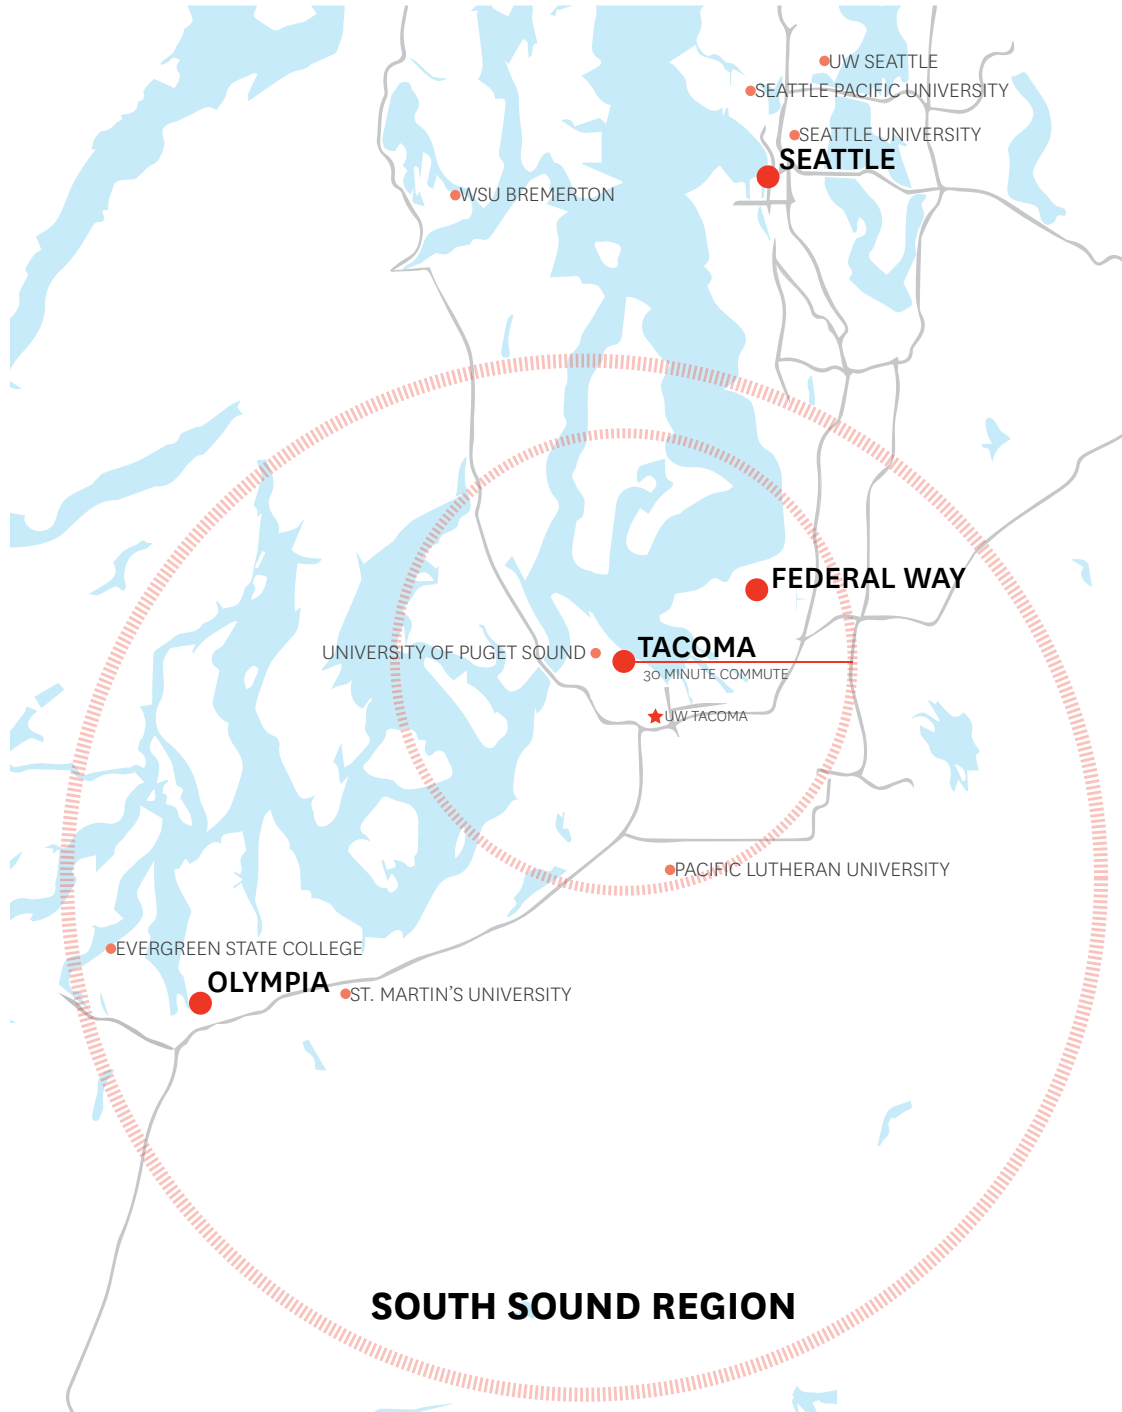 UW SEATTLE
SEATTLE PACIFIC UNIVERSITY
SEATTLE UNIVERSITY
SEATTLE
WSU BREMERTON
FEDERAL WAY
TACOMA
UNIVERSITY OF PUGET SOUND
30 MINUTE COMMUTE
UW TACOMA
PACIFIC LUTHERAN UNIVERSITY
EVERGREEN STATE COLLEGE
OLYMPIA
ST. MARTIN'S UNIVERSITY
SOUTH SOUND REGION